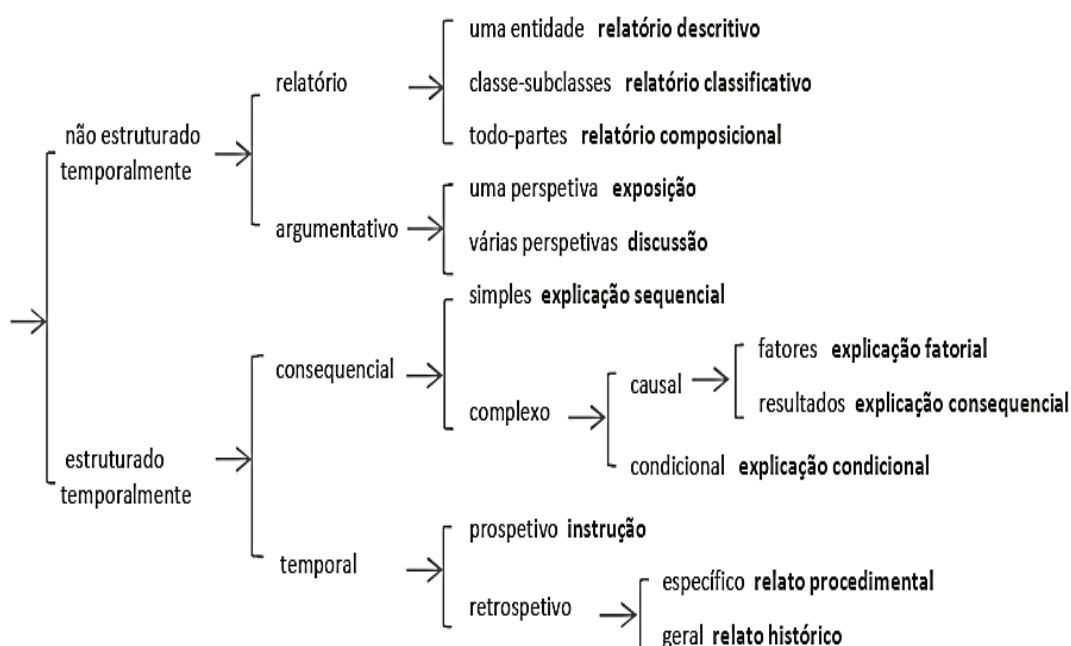 uma entidade relatório descritivo
relatório
classe-subclasses relatório classificativo
não estruturado
temporalmente
todo-partes relatório composicional
uma perspetiva exposição
argumentativo
várias perspetivas discussão
simples explicação sequencial
fatores explicação fatorial
consequencial
causal
resultados explicação consequencial
complexo
estruturado
temporalmente
condicional explicação condicional
prospetivo instrução
temporal
específico relato procedimental
retrospetivo
geral relato histórico